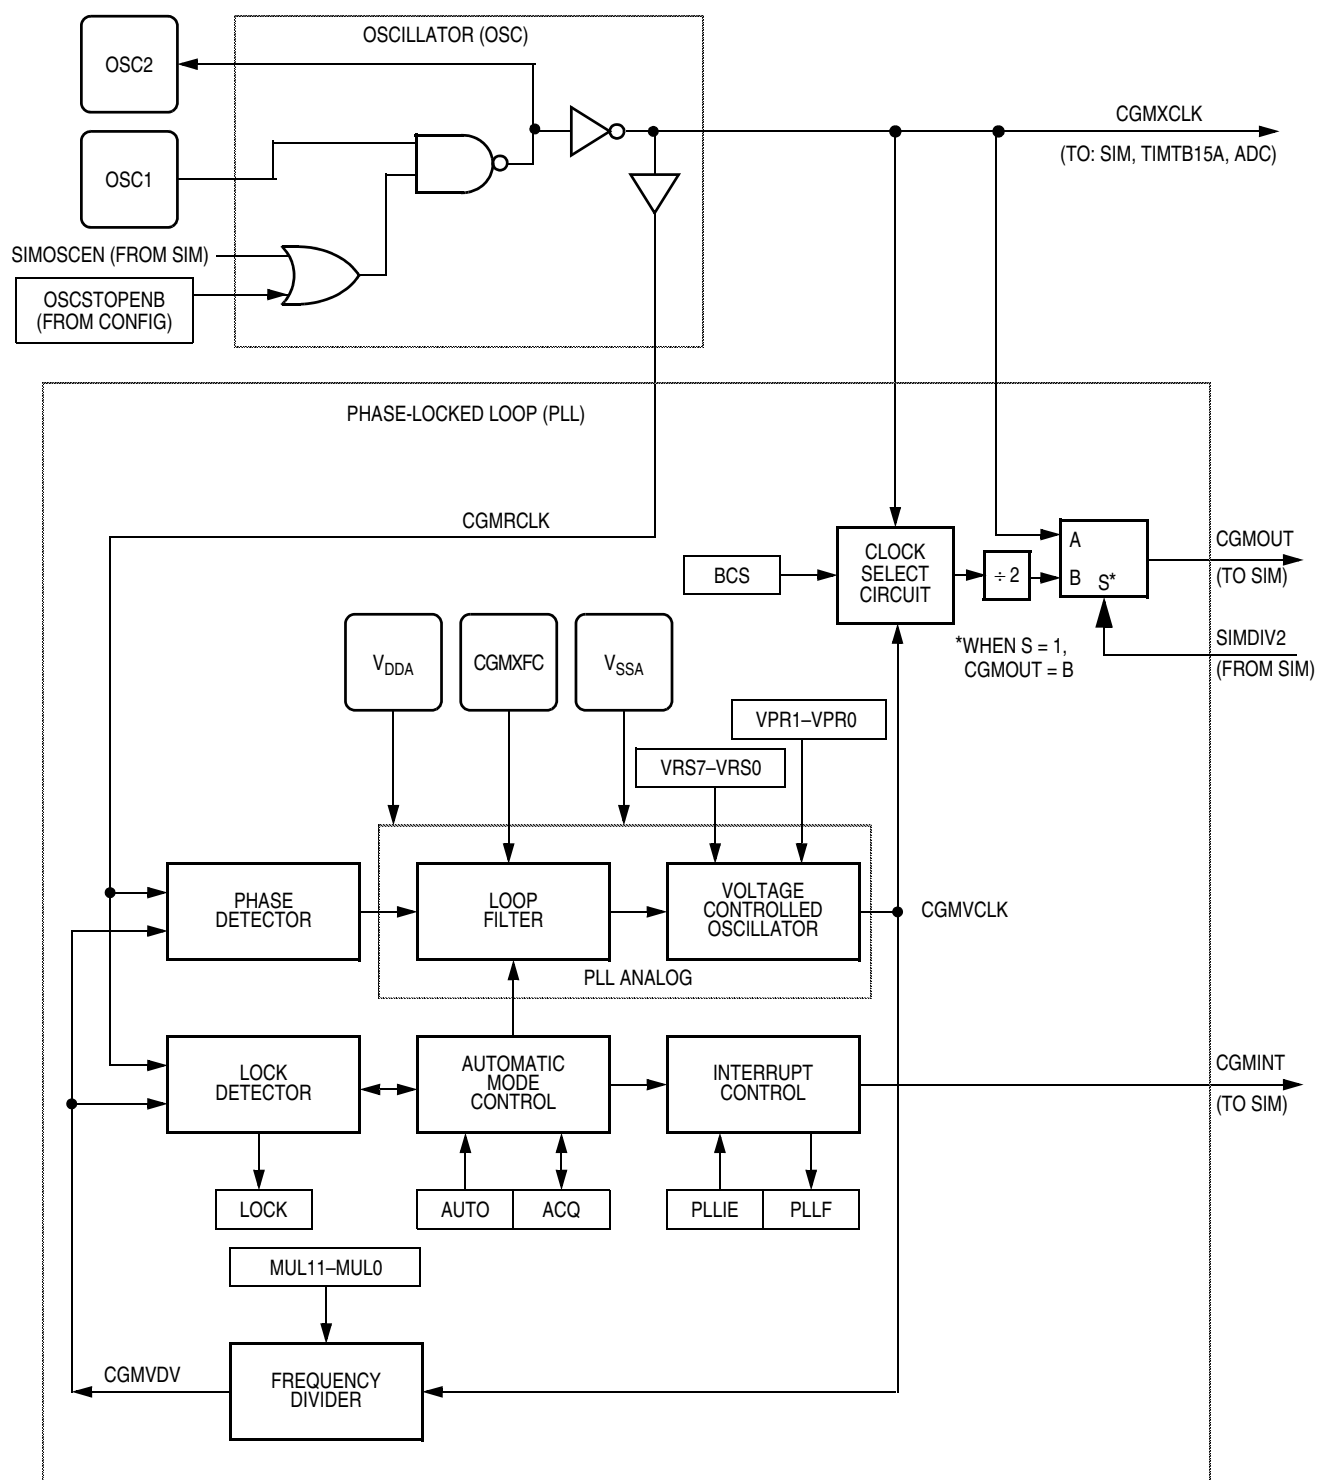 OSCILLATOR (OSC)
OSC2
OSC1
CGMXCLK
(TO: SIM, TIMTB15A, ADC)
SIMOSCEN (FROM SIM)
OSCSTOPENB
(FROM CONFIG)
PHASE-LOCKED LOOP (PLL)
CGMRCLK
BCS
CLOCK
SELECT
CIRCUIT
÷ 2
A
B
S*
CGMOUT
(TO SIM)
*WHEN S = 1,
CGMOUT = B
SIMDIV2
(FROM SIM)
VDDA
CGMXFC
VSSA
VPR1–VPR0
VRS7–VRS0
PHASE
DETECTOR
LOOP
FILTER
VOLTAGE
CONTROLLED
OSCILLATOR
CGMVCLK
PLL ANALOG
LOCK
DETECTOR
AUTOMATIC
MODE
CONTROL
INTERRUPT
CONTROL
CGMINT
(TO SIM)
LOCK
AUTO
ACQ
PLLIE
PLLF
MUL11–MUL0
CGMVDV
FREQUENCY
DIVIDER